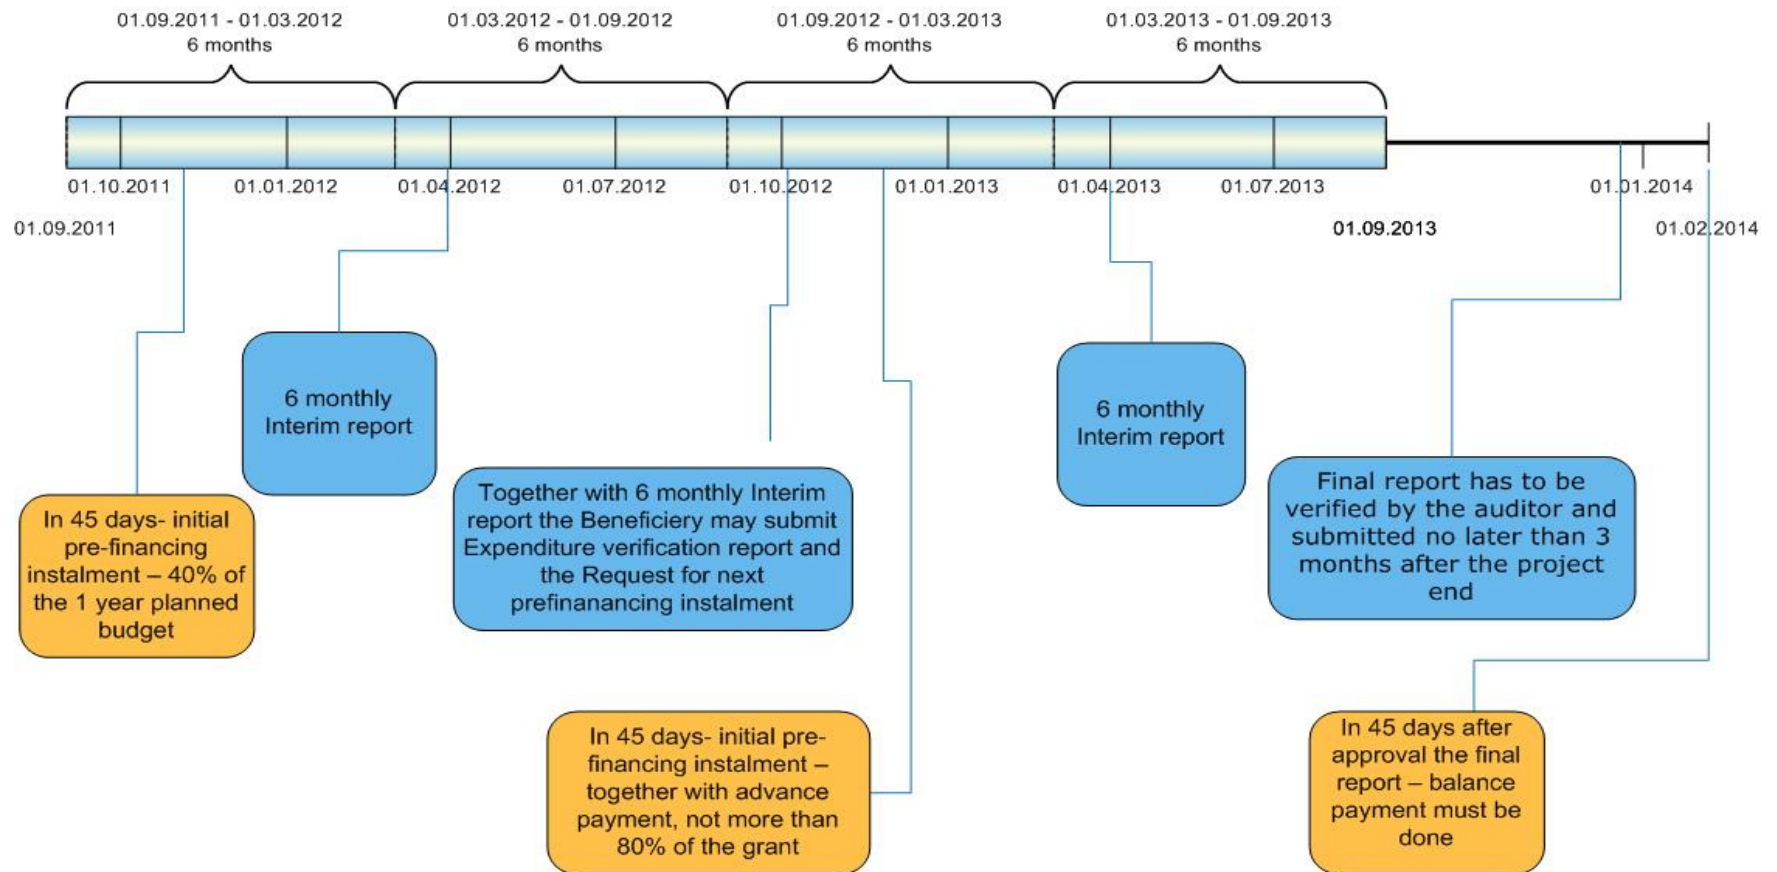 01.09.2011 - 01.03.2012
6 months
01.03.2012 - 01.09.2012
6 months
01.09.2012 - 01.03.2013
6 months
01.03.2013 - 01.09.2013
6 months
01.10.2011
01.01.2012
01.04.2012
01.07.2012
01.10.2012
01.01.2013
01.04.2013
01.07.2013
01.01.2014
01.09.2011
01.09.2013
01.02.2014
6 monthly
Interim report
6 monthly
Interim report
Together with 6 monthly Interim
report the Beneficiery may submit
Expenditure verification report and
the Request for next
prefinanancing instalment
Final report has to be
verified by the auditor and
submitted no later than 3
months after the project
end
In 45 days- initial
pre-financing
instalment – 40% of
the 1 year planned
budget
In 45 days- initial pre-
financing instalment –
together with advance
payment, not more than
80% of the grant
In 45 days after
approval the final
report – balance
payment must be
done